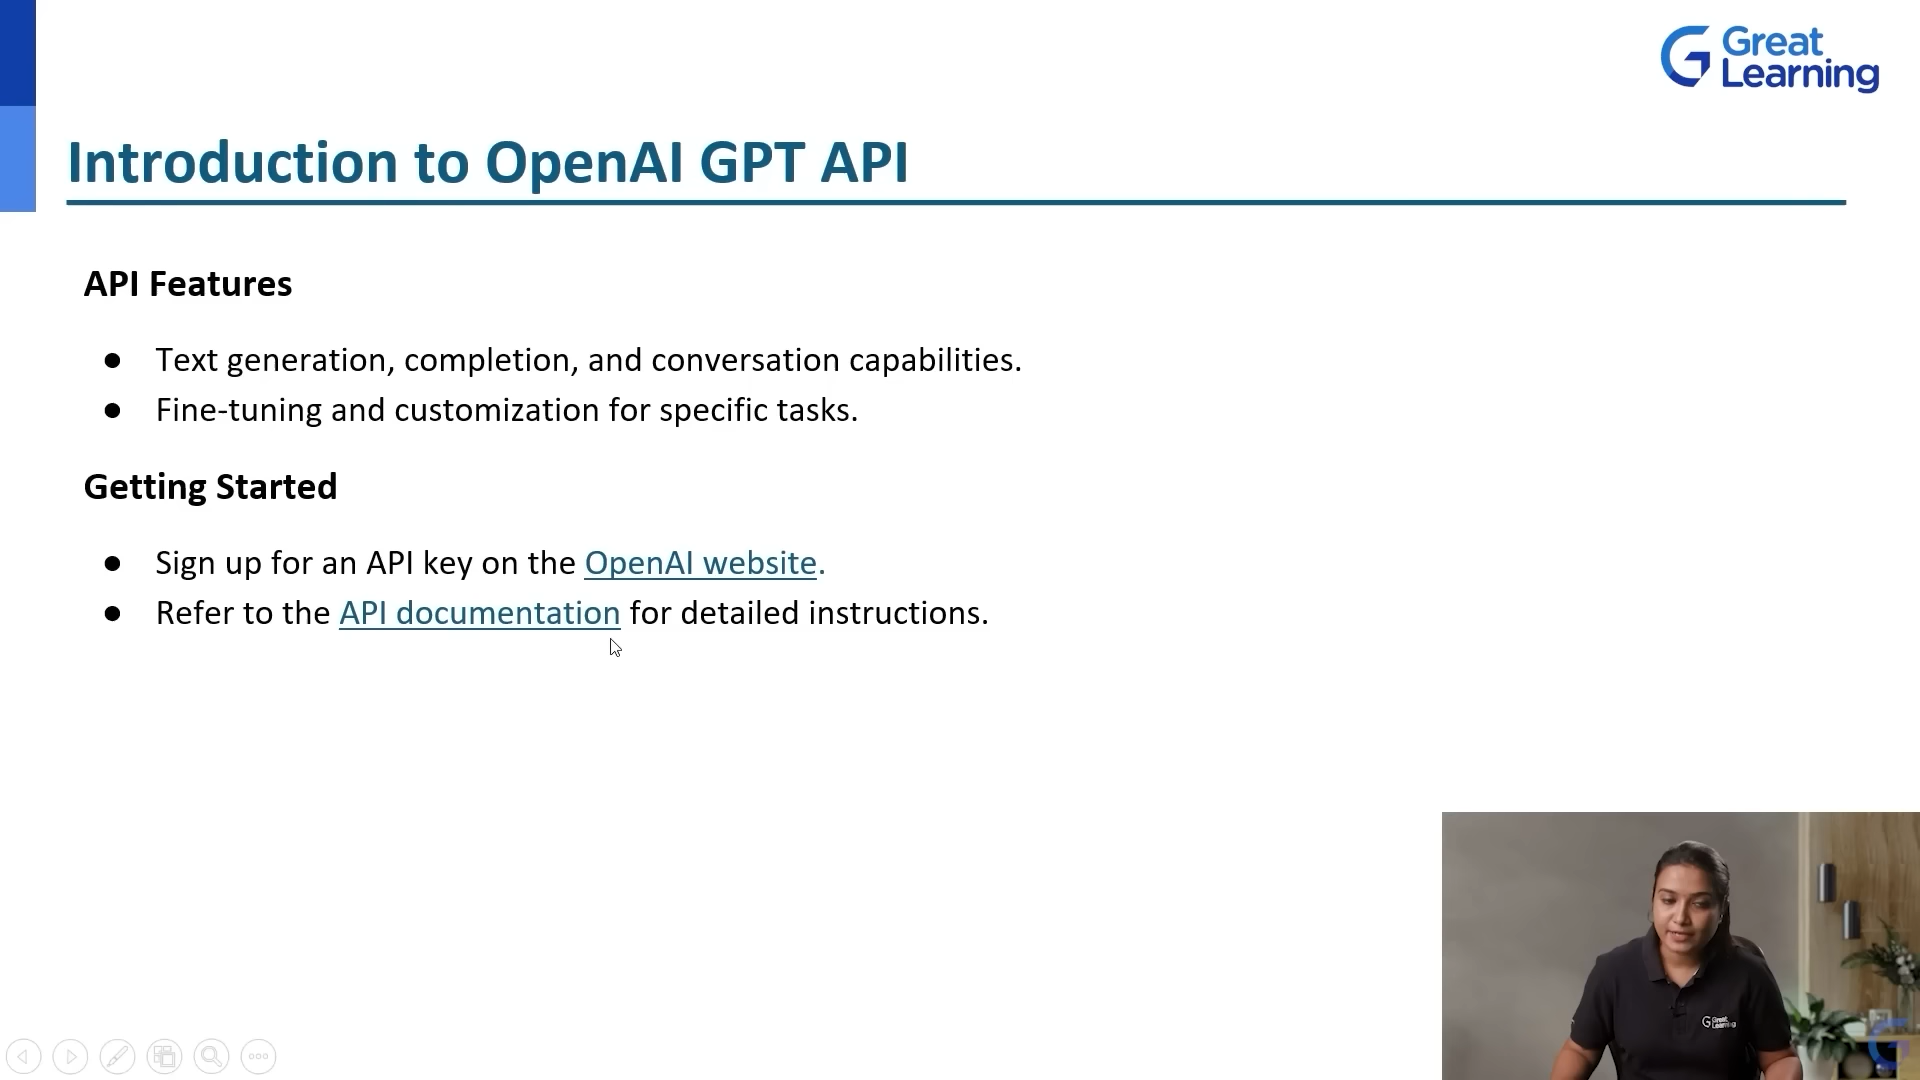 Great
Learning
Introduction to OpenAI GPT API
API Features
● Text generation, completion, and conversation capabilities.
● Fine-tuning and customization for specific tasks.
Getting Started
● Sign up for an API key on the OpenAI website.
● Refer to the API documentation for detailed instructions.
Great
Learning